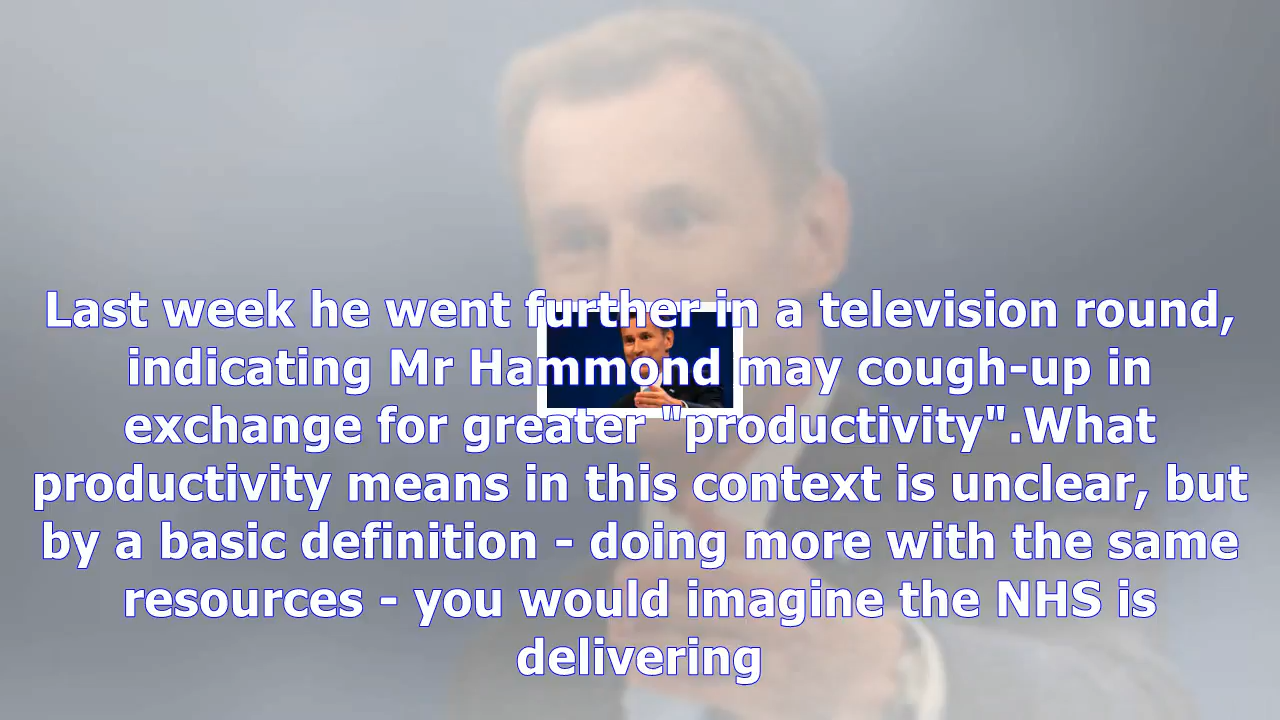 Last week he went further in a television round,
indicating Mr Hammond may cough-up in
exchange for greater "productivity".What
productivity means in this context is unclear, but
by a basic definition - doing more with the same
resources - you would imagine the NHS is
delivering